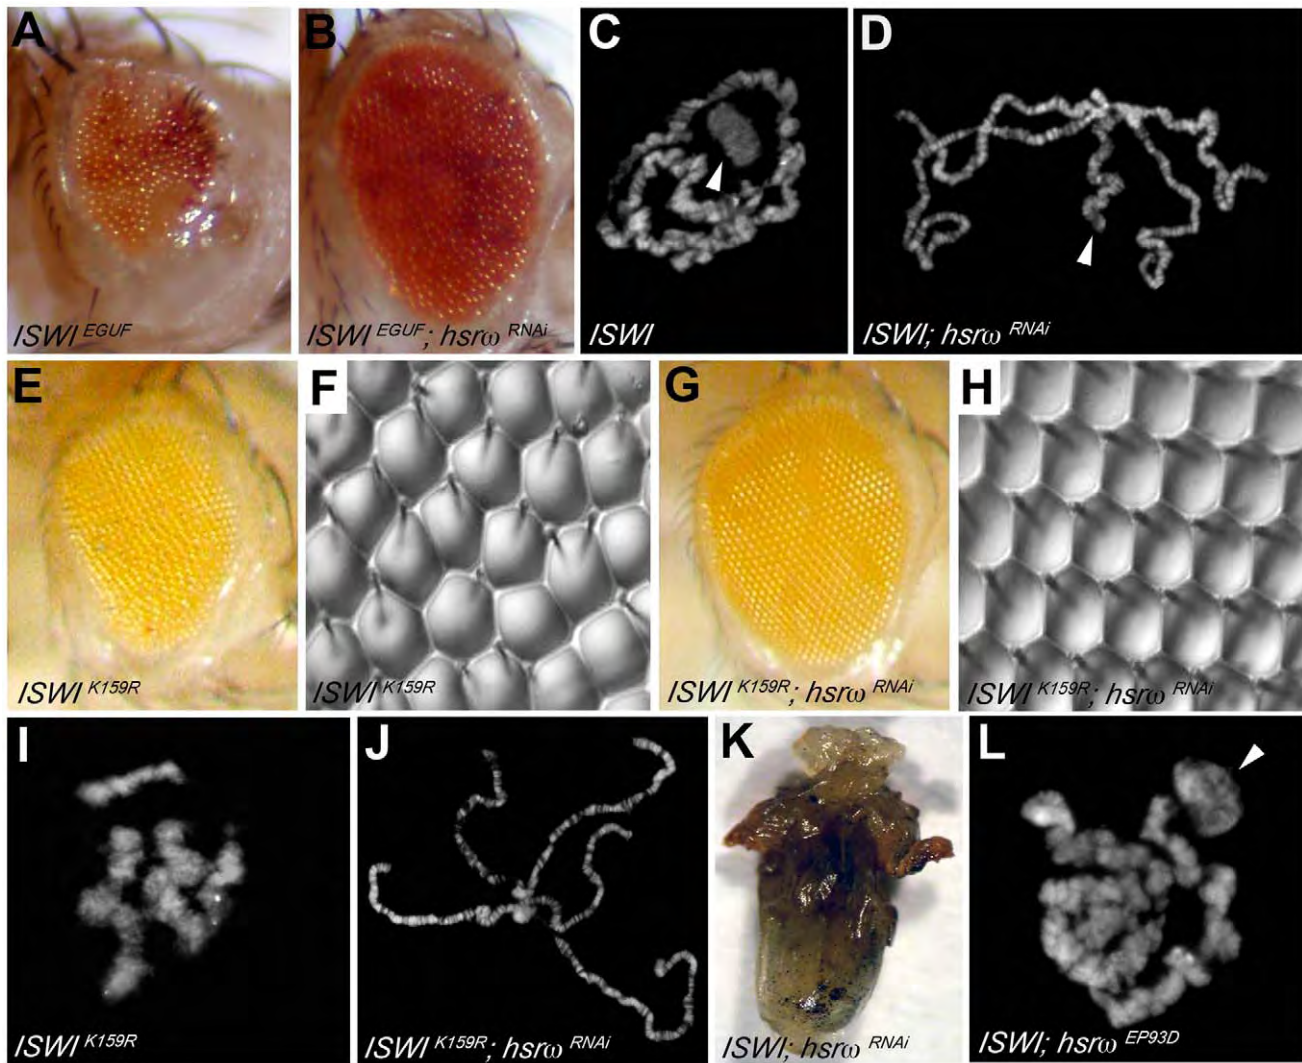 A
ISWI EGUF
B
ISWI EGUF; hsrω RNAi
C
ISWI
D
ISWI; hsrω RNAi
E
ISWI K159R
F
ISWI K159R
G
ISWI K159R; hsrω RNAi
H
ISWI K159R; hsrω RNAi
I
ISWI K159R
J
ISWI K159R; hsrω RNAi
K
ISWI; hsrω RNAi
L
ISWI; hsrω EP93D